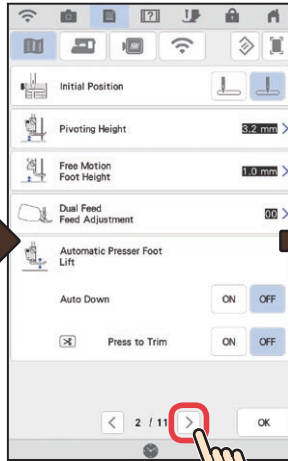 Initial Position
Pivoting Height 3.2 mm >
Free Motion
Foot Height 1.0 mm >
Dual Feed
Feed Adjustment 00 >
Automatic Presser Foot
Lift
Auto Down ON OFF
Press to Trim ON OFF
< 2 / 11 > OK